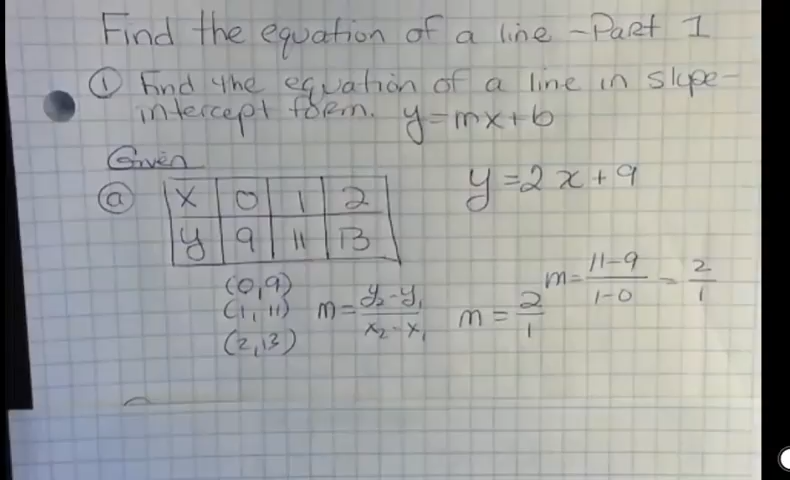 Find the equation of a line - Part 1
① Find the equation of a line in slope-
intercept form. y=mx+b
Given
ⓐ x 0 1 2
y 9 11 13
y=2x+9
(0,9)
(1,11)
(2,13)
m=y₂-y₁/x₂-x₁
m=2/1
m=11-9/1-0=2/1